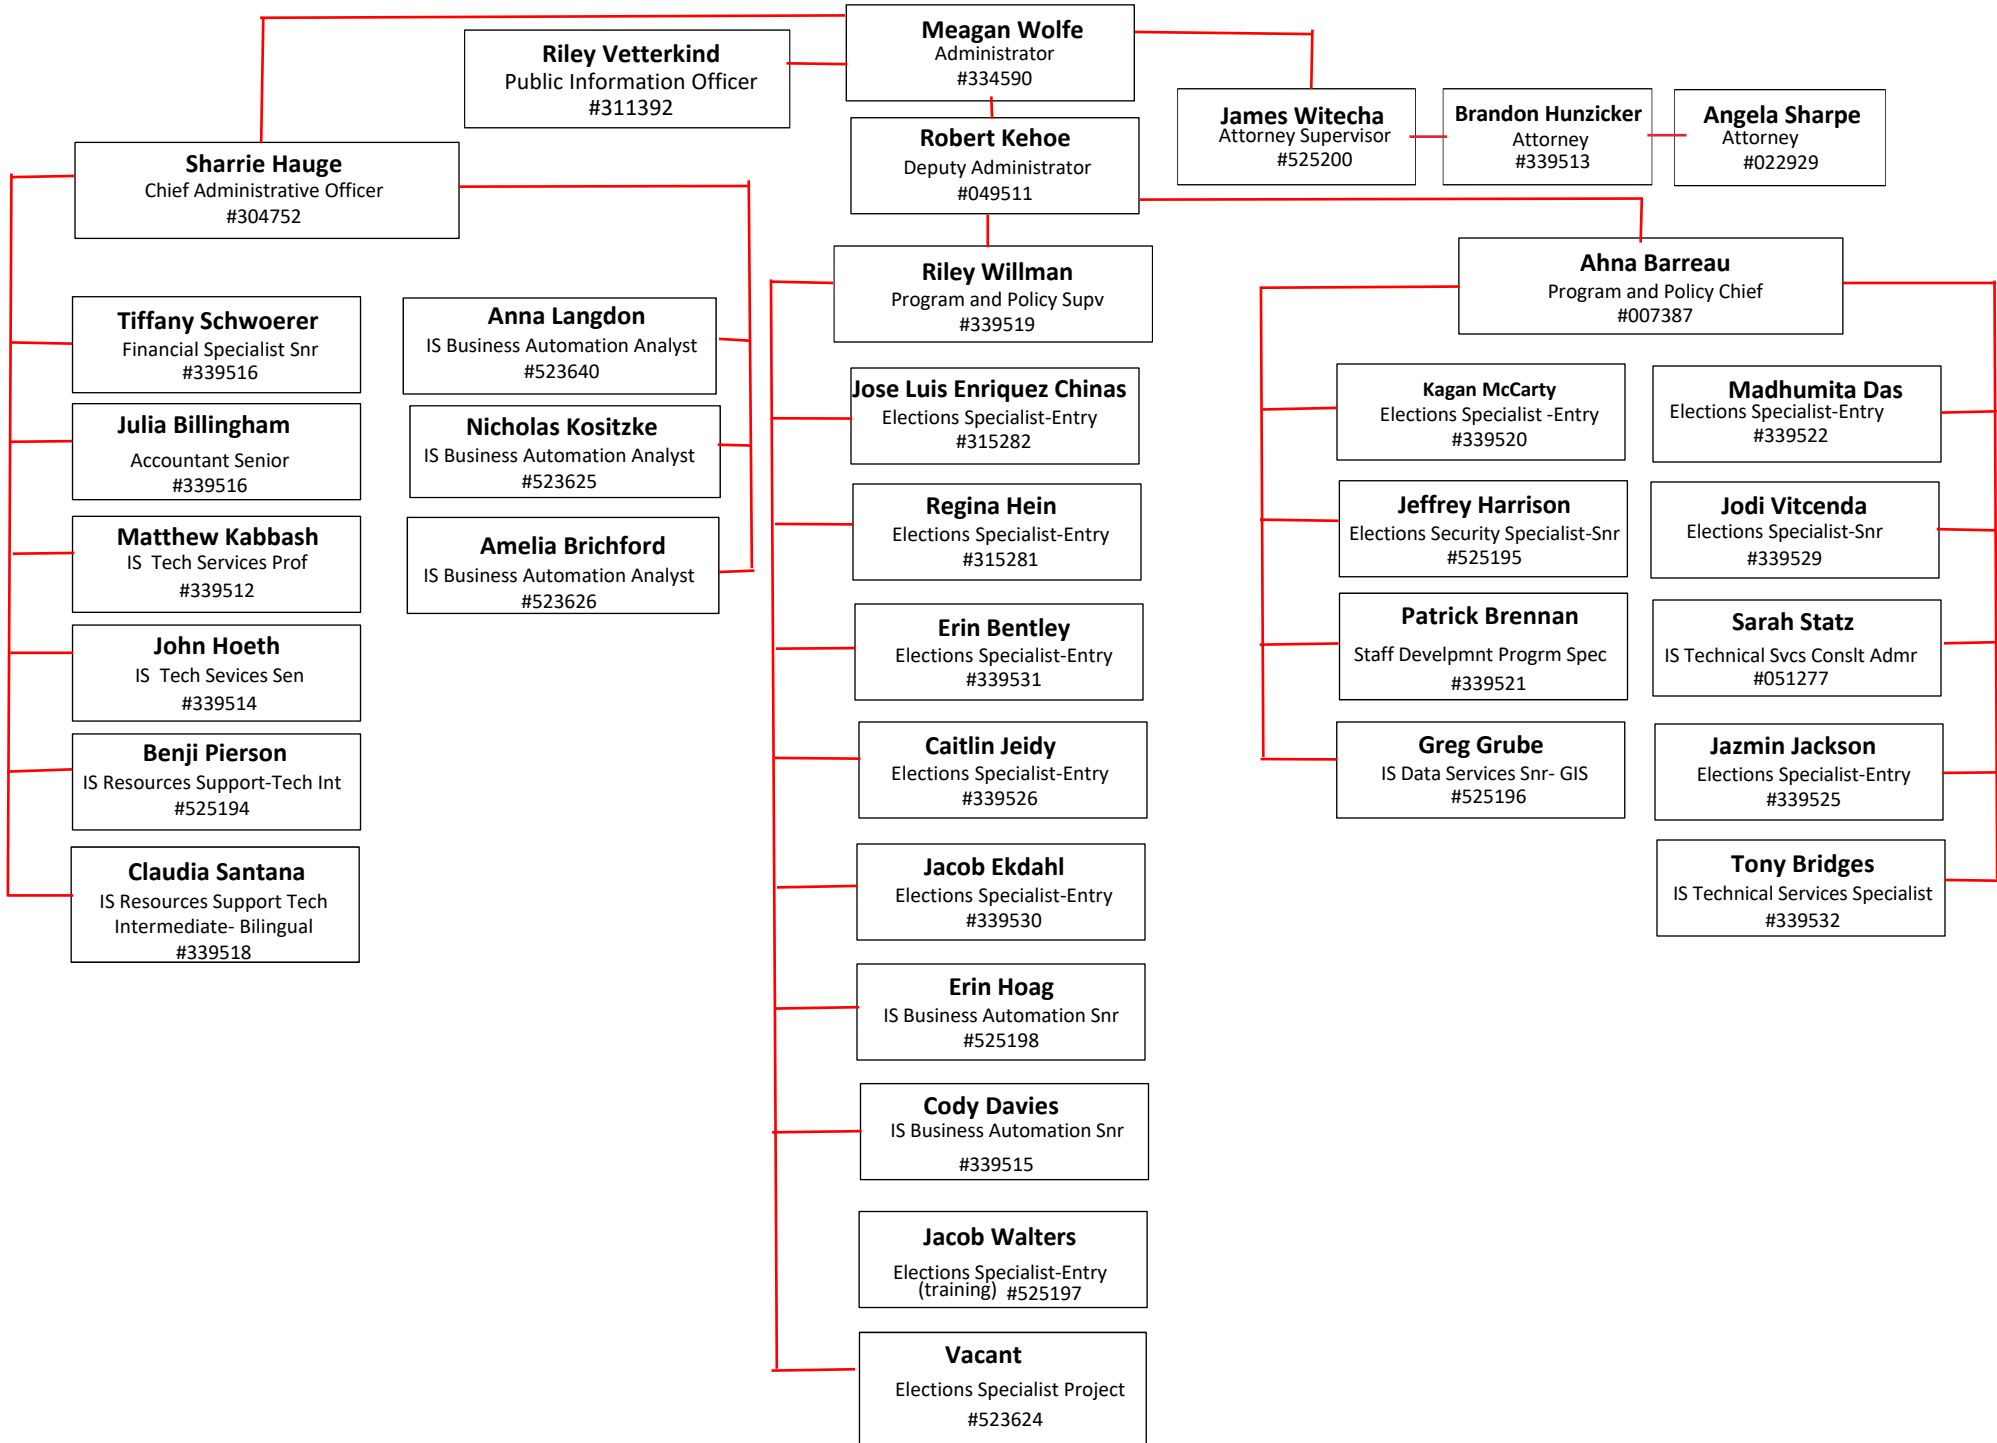 Meagan Wolfe
Administrator
#334590
Riley Vetterkind
Public Information Officer
#311392
James Witecha
Attorney Supervisor
#525200
Brandon Hunzicker
Attorney
#339513
Angela Sharpe
Attorney
#022929
Robert Kehoe
Deputy Administrator
#049511
Sharrie Hauge
Chief Administrative Officer
#304752
Riley Willman
Program and Policy Supv
#339519
Ahna Barreau
Program and Policy Chief
#007387
Tiffany Schwoerer
Financial Specialist Snr
#339516
Julia Billingham
Accountant Senior
#339516
Matthew Kabbash
IS  Tech Services Prof
#339512
John Hoeth
IS  Tech Sevices Sen
#339514
Benji Pierson
IS Resources Support-Tech Int
#525194
Claudia Santana
IS Resources Support Tech
Intermediate- Bilingual
#339518
Anna Langdon
IS Business Automation Analyst
#523640
Nicholas Kositzke
IS Business Automation Analyst
#523625
Amelia Brichford
IS Business Automation Analyst
#523626
Jose Luis Enriquez Chinas
Elections Specialist-Entry
#315282
Regina Hein
Elections Specialist-Entry
#315281
Erin Bentley
Elections Specialist-Entry
#339531
Caitlin Jeidy
Elections Specialist-Entry
#339526
Jacob Ekdahl
Elections Specialist-Entry
#339530
Erin Hoag
IS Business Automation Snr
#525198
Cody Davies
IS Business Automation Snr
#339515
Jacob Walters
Elections Specialist-Entry
(training) #525197
Vacant
Elections Specialist Project
#523624
Kagan McCarty
Elections Specialist -Entry
#339520
Jeffrey Harrison
Elections Security Specialist-Snr
#525195
Patrick Brennan
Staff Develpmnt Progrm Spec
#339521
Greg Grube
IS Data Services Snr- GIS
#525196
Madhumita Das
Elections Specialist-Entry
#339522
Jodi Vitcenda
Elections Specialist-Snr
#339529
Sarah Statz
IS Technical Svcs Conslt Admr
#051277
Jazmin Jackson
Elections Specialist-Entry
#339525
Tony Bridges
IS Technical Services Specialist
#339532